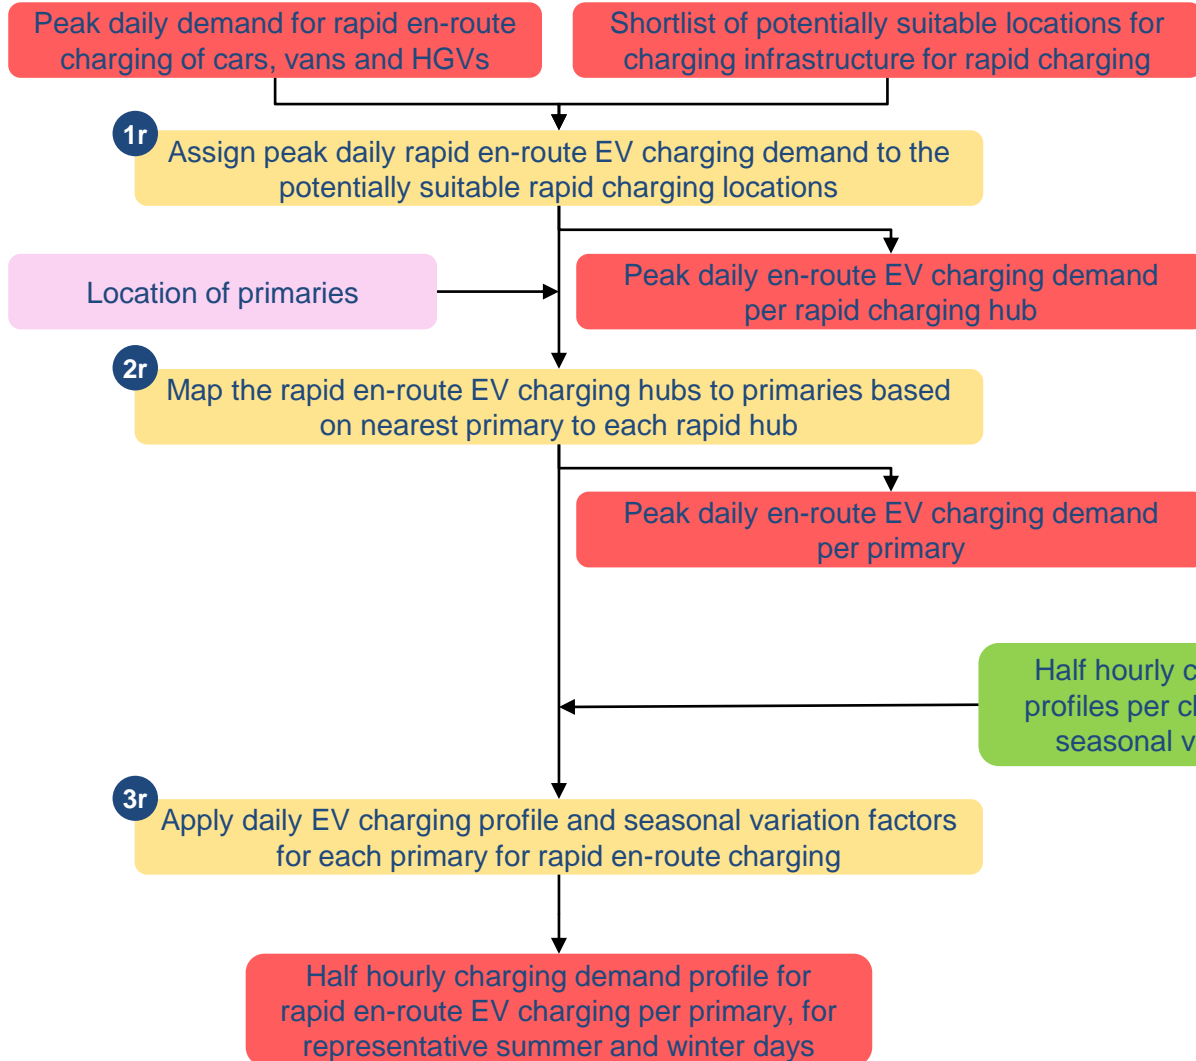 Peak daily demand for rapid en-route
charging of cars, vans and HGVs
Shortlist of potentially suitable locations for
charging infrastructure for rapid charging
1r
Assign peak daily rapid en-route EV charging demand to the
potentially suitable rapid charging locations
Location of primaries
Peak daily en-route EV charging demand
per rapid charging hub
2r
Map the rapid en-route EV charging hubs to primaries based
on nearest primary to each rapid hub
Peak daily en-route EV charging demand
per primary
Half hourly
profiles per
seasonal
3r
Apply daily EV charging profile and seasonal variation factors
for each primary for rapid en-route charging
Half hourly charging demand profile for
rapid en-route EV charging per primary, for
representative summer and winter days